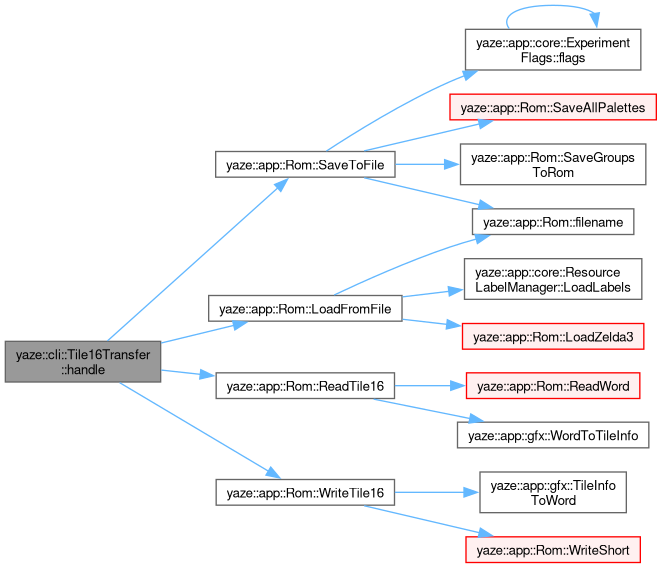 yaze::app::core::Experiment
Flags::flags
yaze::app::Rom::SaveAllPalettes
yaze::app::Rom::SaveToFile
yaze::app::Rom::SaveGroups
ToRom
yaze::app::Rom::filename
yaze::app::core::Resource
LabelManager::LoadLabels
yaze::app::Rom::LoadFromFile
yaze::app::Rom::LoadZelda3
yaze::cli::Tile16Transfer
::handle
yaze::app::Rom::ReadTile16
yaze::app::Rom::ReadWord
yaze::app::gfx::WordToTileInfo
yaze::app::Rom::WriteTile16
yaze::app::gfx::TileInfo
ToWord
yaze::app::Rom::WriteShort